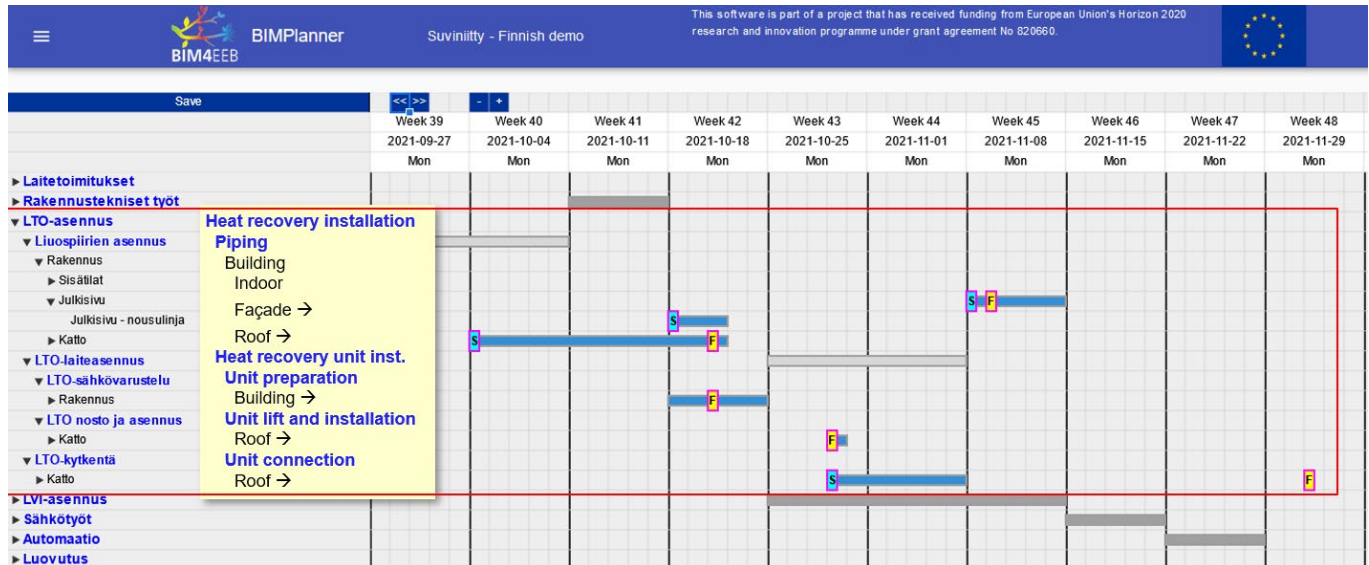 This software is part of a project that has received funding from European Union's Horizon 2020
research and innovation programme under grant agreement No 820660.
BIM4EEB
BIMPlanner
Suviniitty - Finnish demo
Save
<< >>
- +
Week 39 Week 40 Week 41 Week 42 Week 43 Week 44 Week 45 Week 46 Week 47 Week 48
2021-09-27 2021-10-04 2021-10-11 2021-10-18 2021-10-25 2021-11-01 2021-11-08 2021-11-15 2021-11-22 2021-11-29
Mon Mon Mon Mon Mon Mon Mon Mon Mon Mon
Laitetoimitukset
Rakennustekniset työt
LTO-asennus Heat recovery installation
Liuospiirien asennus Piping
Rakennus Building
Sisätilat Indoor
Julkisivu Façade → S F
Julkisivu - nousulinja S
Katto Roof → S F
LTO-laiteasennus Heat recovery unit inst.
LTO-sähkövarustelu Unit preparation
Rakennus Building → F
LTO nosto ja asennus Unit lift and installation
Katto Roof → F
LTO-kytkentä Unit connection
Katto Roof → S F
LVI-asennus
Sähkötyöt
Automaatio
Luovutus